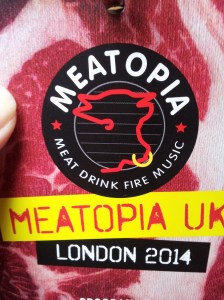 MEATOPIA
MEAT DRINK FIRE MUSIC
MEATOPIA UK
LONDON 2014